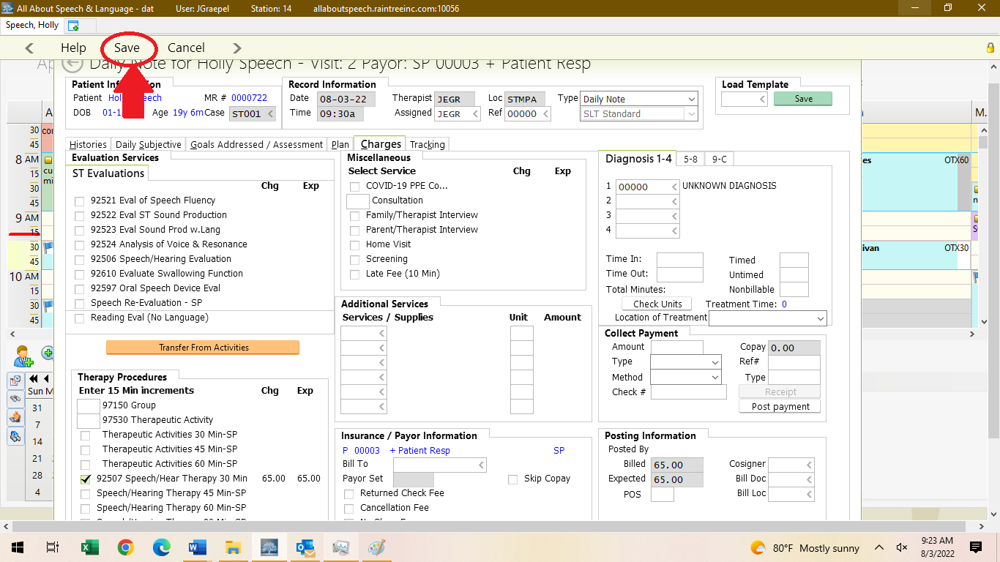 All About Speech & Language - dat User: JGraepel Station: 14 allaboutspeech.raintreeinc.com:10056
Speech, Holly
Help Save Cancel
Daily Note for Holly Speech - Visit: 2 Payor: SP 00003 + Patient Resp
Patient Information
Patient Holly Speech MR # 0000722
DOB 01-1 Age 19y 6m Case ST001
Record Information
Date 08-03-22 Therapist JEGR Loc STMPA Type Daily Note
Time 09:30a Assigned JEGR Ref 00000 SLT Standard
Load Template
Save
Histories Daily Subjective Goals Addressed / Assessment Plan Charges Tracking
Evaluation Services
ST Evaluations
Chg Exp
92521 Eval of Speech Fluency
92522 Eval ST Sound Production
92523 Eval Sound Prod w.Lang
92524 Analysis of Voice & Resonance
92506 Speech/Hearing Evaluation
92610 Evaluate Swallowing Function
92597 Oral Speech Device Eval
Speech Re-Evaluation - SP
Reading Eval (No Language)
Transfer From Activities
Therapy Procedures
Enter 15 Min increments Chg Exp
97150 Group
97530 Therapeutic Activity
Therapeutic Activities 30 Min-SP
Therapeutic Activities 45 Min-SP
Therapeutic Activities 60 Min-SP
92507 Speech/Hear Therapy 30 Min 65.00 65.00
Speech/Hearing Therapy 45 Min-SP
Speech/Hearing Therapy 60 Min-SP
Miscellaneous
Select Service Chg Exp
COVID-19 PPE Co...
Consultation
Family/Therapist Interview
Parent/Therapist Interview
Home Visit
Screening
Late Fee (10 Min)
Additional Services
Services / Supplies Unit Amount
Insurance / Payor Information
P 00003 + Patient Resp SP
Bill To
Payor Set Skip Copay
Returned Check Fee
Cancellation Fee
Diagnosis 1-4 5-8 9-C
1 00000 UNKNOWN DIAGNOSIS
2
3
4
Time In: Timed
Time Out: Untimed
Total Minutes: Nonbillable
Check Units Treatment Time: 0
Location of Treatment
Collect Payment
Amount Copay 0.00
Type Ref#
Method Type
Check # Receipt
Post payment
Posting Information
Posted By
Billed 65.00 Cosigner
Expected 65.00 Bill Doc
POS Bill Loc
30
45
8 AM
15
30
45
9 AM
15
30
45
10 AM
15
30
45
Sun M
31
7
14
21
28
4
OTX60
ivan OTX30
80°F Mostly sunny
9:23 AM
8/3/2022